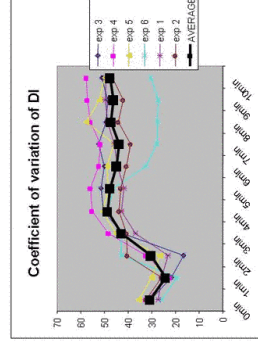 Coefficient of variation of DI
70
60
50
40
30
20
10
0
0min
1min
2min
3min
4min
5min
6min
7min
8min
9min
10min
exp 3
exp 4
exp 5
exp 6
exp 1
exp 2
AVERAGE